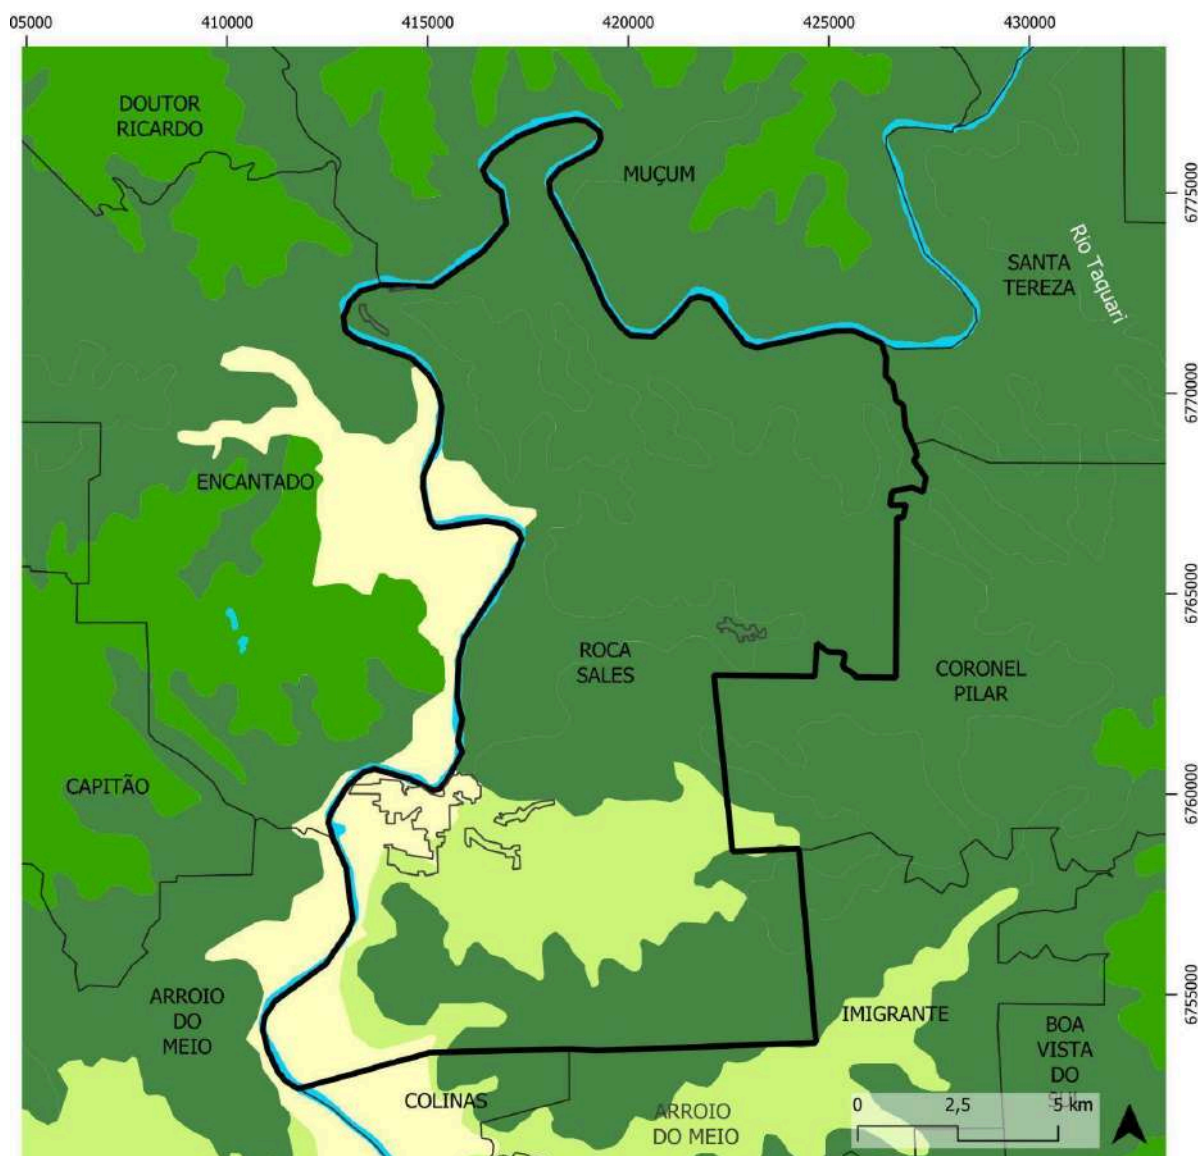 05000
410000
415000
420000
425000
430000
DOUTOR
RICARDO
MUÇUM
6775000
Rio Taquari
SANTA
TEREZA
6770000
ENCANTADO
6765000
ROCA
SALES
CORONEL
PILAR
CAPITÃO
6760000
ARROIO
DO
MEIO
IMIGRANTE
6755000
BOA
VISTA
DO
SUL
COLINAS
ARROIO
DO MEIO
0
2,5
5 km